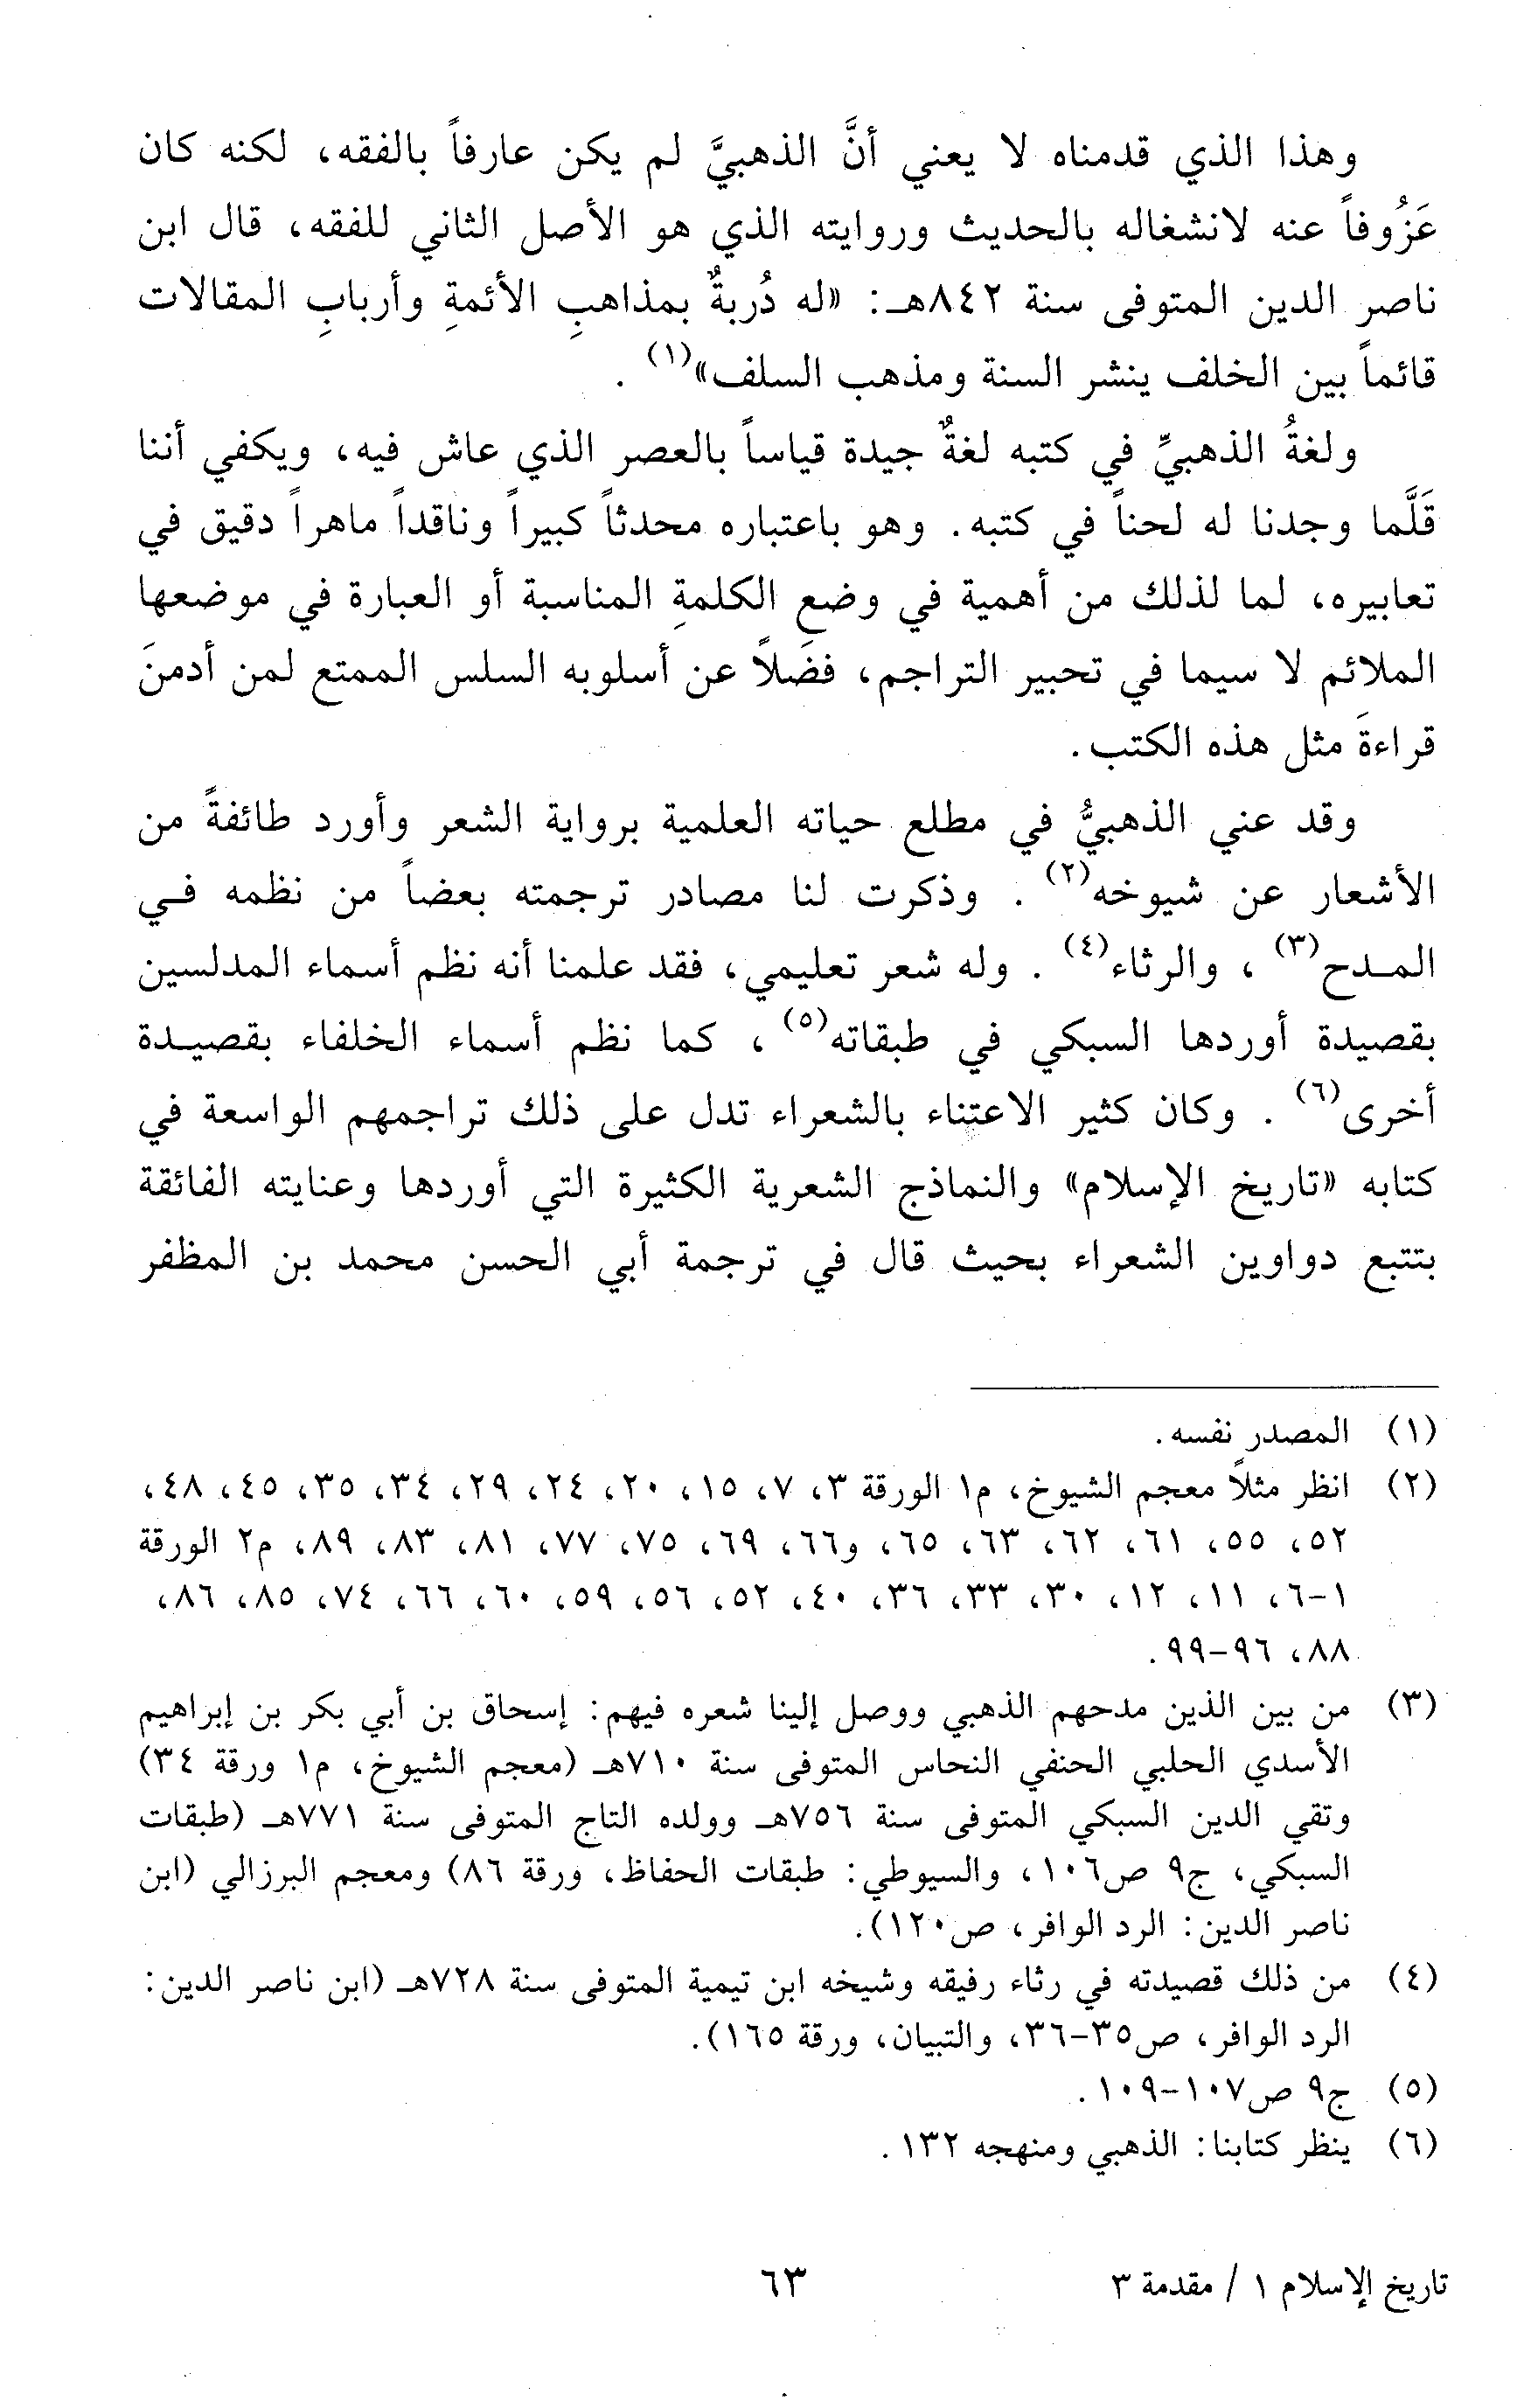 وهذا الذي قدمناه لا يعني أنَّ الذهبيَّ لم يكن عارفاً بالفقه، لكنه كان
عَزُوفاً عنه لانشغاله بالحديث وروايته الذي هو الأصل الثاني للفقه، قال ابن
ناصر الدين المتوفى سنة ٨٤٢هـ: «له دُربةٌ بمذاهبِ الأئمةِ وأربابِ المقالات
قائماً بين الخلف ينشر السنة ومذهب السلف»(١) .
ولغةُ الذهبيِّ في كتبه لغةٌ جيدة قياساً بالعصر الذي عاش فيه، ويكفي أننا
قَلَّما وجدنا له لحناً في كتبه. وهو باعتباره محدثاً كبيراً وناقداً ماهراً دقيق في
تعابيره، لما لذلك من أهمية في وضع الكلمةِ المناسبة أو العبارة في موضعها
الملائم لا سيما في تحبير التراجم، فضَلاً عن أسلوبه السلس الممتع لمن أدمنَ
قراءةَ مثل هذه الكتب.
وقد عني الذهبيُّ في مطلع حياته العلمية برواية الشعر وأورد طائفةً من
الأشعار عن شيوخه(٢) . وذكرت لنا مصادر ترجمته بعضاً من نظمه في
المدح(٣) ، والرثاء(٤) . وله شعر تعليمي، فقد علمنا أنه نظم أسماء المدلسين
بقصيدة أوردها السبكي في طبقاته(٥) ، كما نظم أسماء الخلفاء بقصيدة
أخرى(٦) . وكان كثير الاعتناء بالشعراء تدل على ذلك تراجمهم الواسعة في
كتابه «تاريخ الإسلام» والنماذج الشعرية الكثيرة التي أوردها وعنايته الفائقة
بتتبع دواوين الشعراء بحيث قال في ترجمة أبي الحسن محمد بن المظفر
(١) المصدر نفسه.
(٢) انظر مثلاً معجم الشيوخ، م١ الورقة ٣، ٧، ١٥، ٢٠، ٢٤، ٢٩، ٣٤، ٣٥، ٤٥، ٤٨،
٥٢، ٥٥، ٦١، ٦٢، ٦٣، ٦٥، و٦٦، ٦٩، ٧٥، ٧٧، ٨١، ٨٣، ٨٩، م٢ الورقة
١-٦، ١١، ١٢، ٣٠، ٣٣، ٣٦، ٤٠، ٥٢، ٥٦، ٥٩، ٦٠، ٦٦، ٧٤، ٨٥، ٨٦،
٨٨، ٩٦-٩٩.
(٣) من بين الذين مدحهم الذهبي ووصل إلينا شعره فيهم: إسحاق بن أبي بكر بن إبراهيم
الأسدي الحلبي الحنفي النحاس المتوفى سنة ٧١٠هـ (معجم الشيوخ، م١ ورقة ٣٤)
وتقي الدين السبكي المتوفى سنة ٧٥٦هـ وولده التاج المتوفى سنة ٧٧١هـ (طبقات
السبكي، ج٩ ص١٠٦، والسيوطي: طبقات الحفاظ، ورقة ٨٦) ومعجم البرزالي (ابن
ناصر الدين: الرد الوافر، ص١٢٠).
(٤) من ذلك قصيدته في رثاء رفيقه وشيخه ابن تيمية المتوفى سنة ٧٢٨هـ (ابن ناصر الدين:
الرد الوافر، ص٣٥-٣٦، والتبيان، ورقة ١٦٥).
(٥) ج٩ ص١٠٧-١٠٩.
(٦) ينظر كتابنا: الذهبي ومنهجه ١٣٢.
تاريخ الإسلام ١ / مقدمة ٣
٦٣